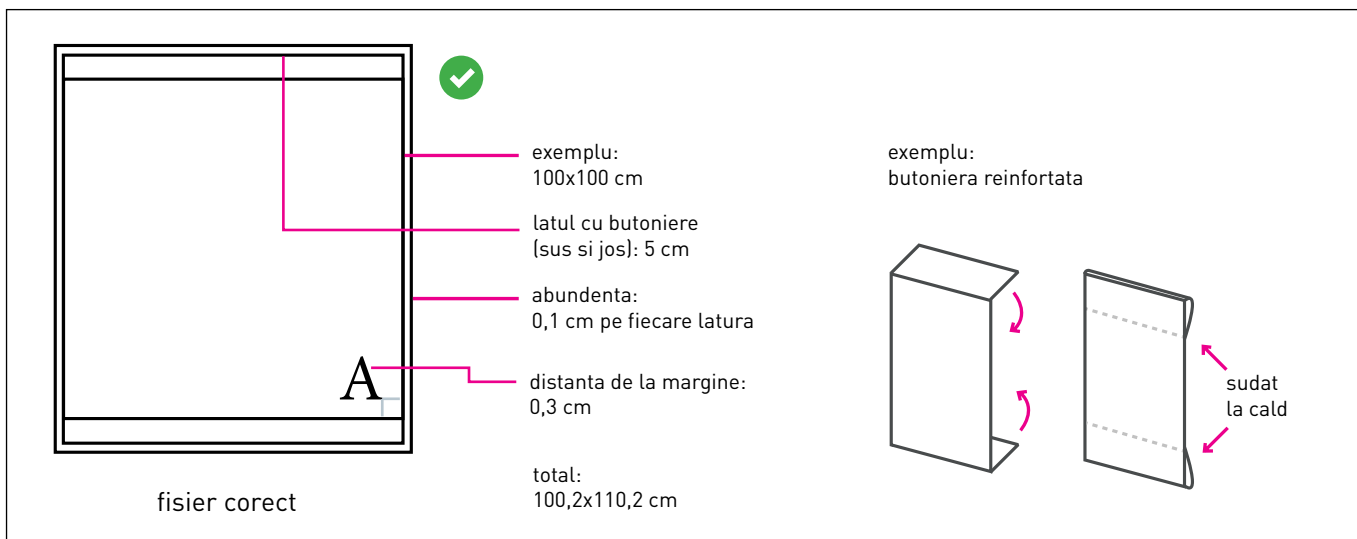 exemplu:
100x100 cm
latul cu butoniere
(sus si jos): 5 cm
abundenta:
0,1 cm pe fiecare latura
A
distanta de la margine:
0,3 cm
total:
100,2x110,2 cm
fisier corect
exemplu:
butoniera reinfortata
sudat
la cald